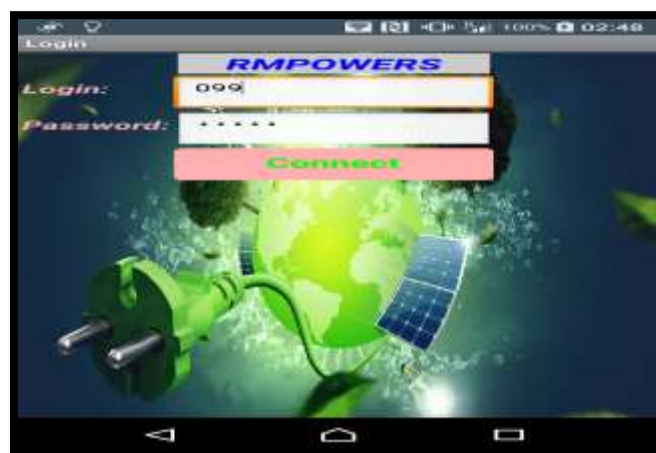 100% 02:48
Login
RMPOWERS
Login: 099
Password: •••••
Connect